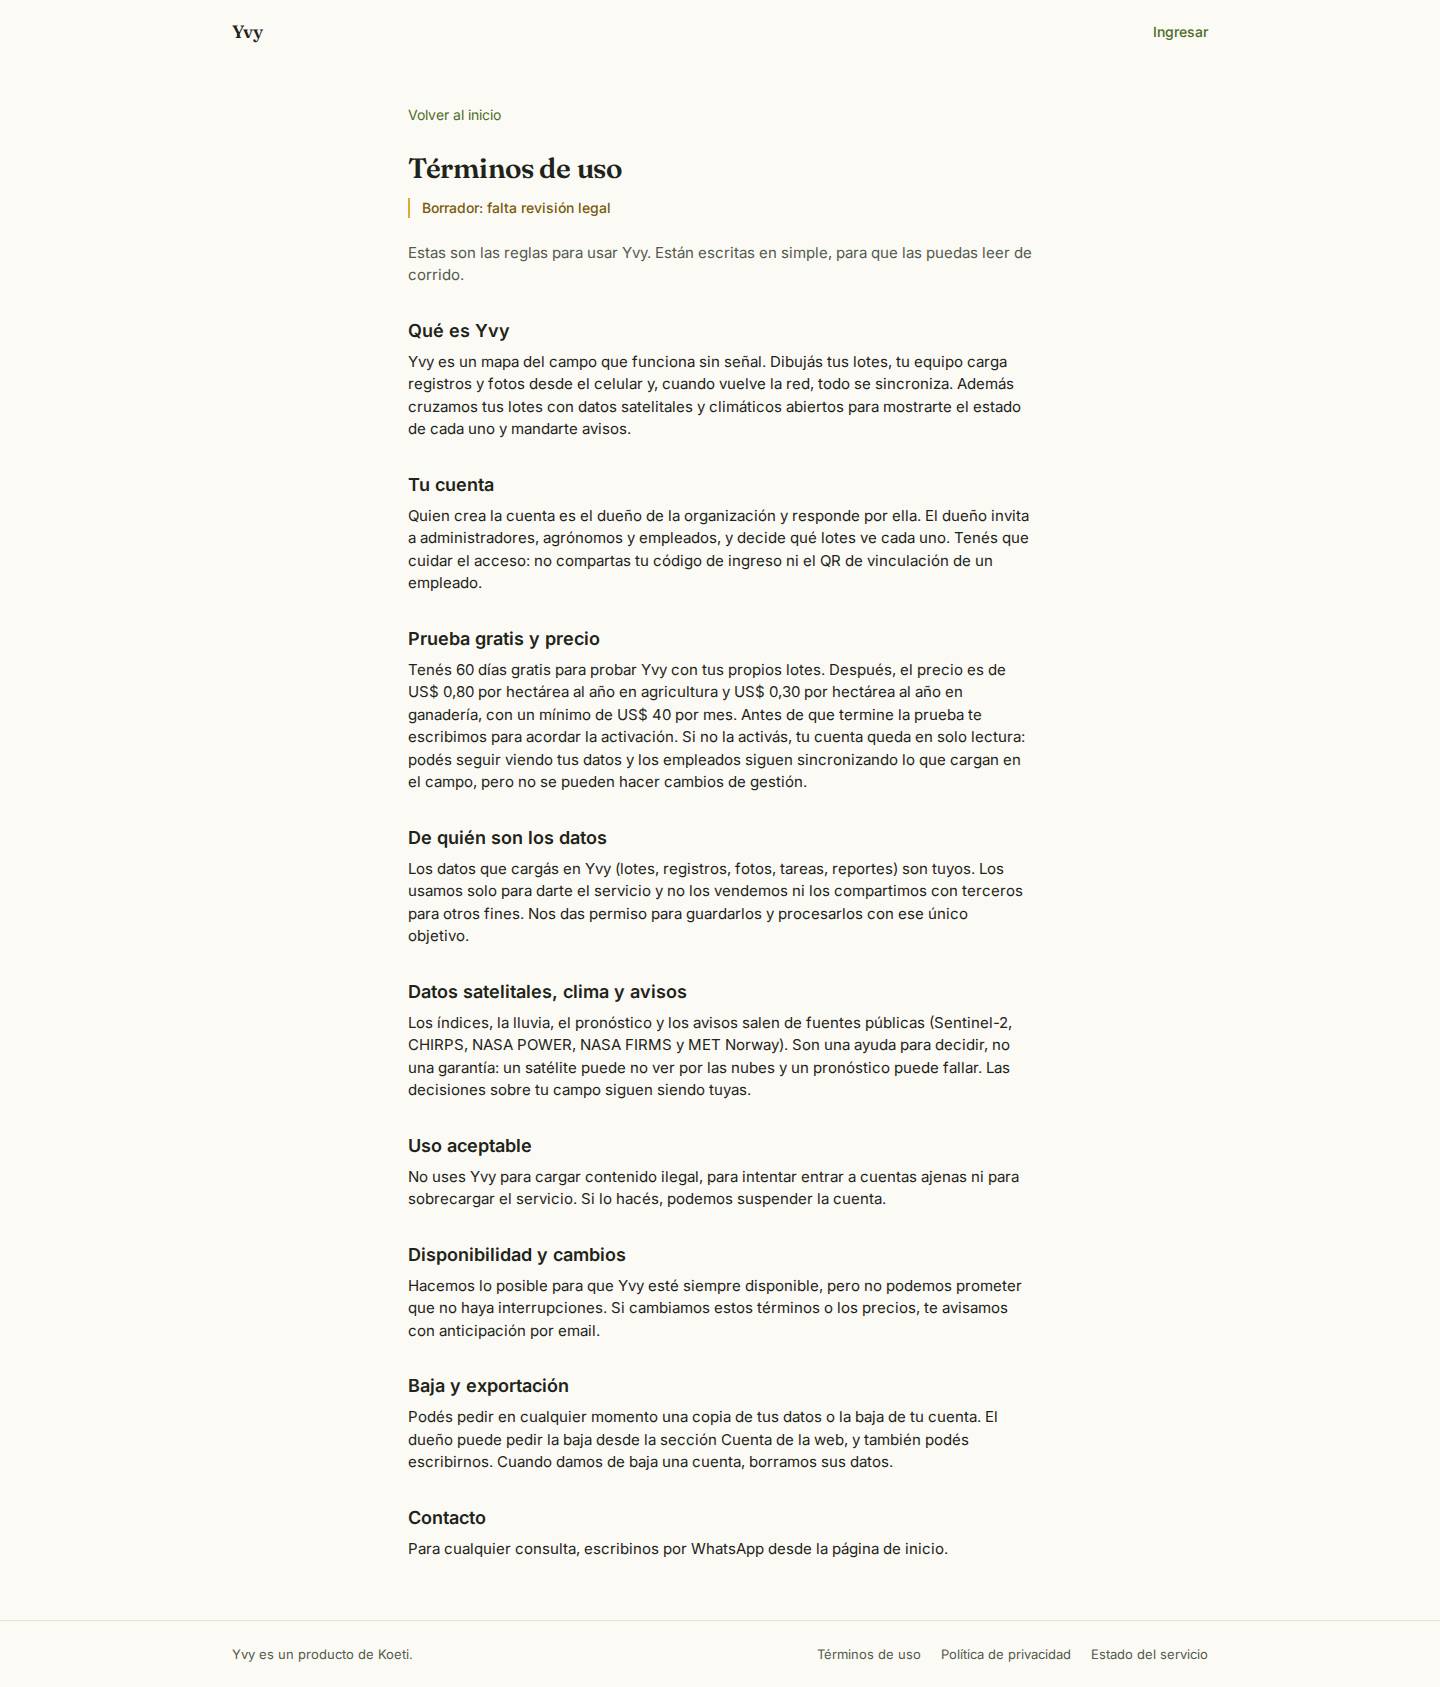 Yvy
Ingresar
Volver al inicio
Términos de uso
Borrador: falta revisión legal
Estas son las reglas para usar Yvy. Están escritas en simple, para que las puedas leer de
corrido.
Qué es Yvy
Yvy es un mapa del campo que funciona sin señal. Dibujás tus lotes, tu equipo carga
registros y fotos desde el celular y, cuando vuelve la red, todo se sincroniza. Además
cruzamos tus lotes con datos satelitales y climáticos abiertos para mostrarte el estado
de cada uno y mandarte avisos.
Tu cuenta
Quien crea la cuenta es el dueño de la organización y responde por ella. El dueño invita
a administradores, agrónomos y empleados, y decide qué lotes ve cada uno. Tenés que
cuidar el acceso: no compartas tu código de ingreso ni el QR de vinculación de un
empleado.
Prueba gratis y precio
Tenés 60 días gratis para probar Yvy con tus propios lotes. Después, el precio es de
US$ 0,80 por hectárea al año en agricultura y US$ 0,30 por hectárea al año en
ganadería, con un mínimo de US$ 40 por mes. Antes de que termine la prueba te
escribimos para acordar la activación. Si no la activás, tu cuenta queda en solo lectura:
podés seguir viendo tus datos y los empleados siguen sincronizando lo que cargan en
el campo, pero no se pueden hacer cambios de gestión.
De quién son los datos
Los datos que cargás en Yvy (lotes, registros, fotos, tareas, reportes) son tuyos. Los
usamos solo para darte el servicio y no los vendemos ni los compartimos con terceros
para otros fines. Nos das permiso para guardarlos y procesarlos con ese único
objetivo.
Datos satelitales, clima y avisos
Los índices, la lluvia, el pronóstico y los avisos salen de fuentes públicas (Sentinel-2,
CHIRPS, NASA POWER, NASA FIRMS y MET Norway). Son una ayuda para decidir, no
una garantía: un satélite puede no ver por las nubes y un pronóstico puede fallar. Las
decisiones sobre tu campo siguen siendo tuyas.
Uso aceptable
No uses Yvy para cargar contenido ilegal, para intentar entrar a cuentas ajenas ni para
sobrecargar el servicio. Si lo hacés, podemos suspender la cuenta.
Disponibilidad y cambios
Hacemos lo posible para que Yvy esté siempre disponible, pero no podemos prometer
que no haya interrupciones. Si cambiamos estos términos o los precios, te avisamos
con anticipación por email.
Baja y exportación
Podés pedir en cualquier momento una copia de tus datos o la baja de tu cuenta. El
dueño puede pedir la baja desde la sección Cuenta de la web, y también podés
escribirnos. Cuando damos de baja una cuenta, borramos sus datos.
Contacto
Para cualquier consulta, escribinos por WhatsApp desde la página de inicio.
Yvy es un producto de Koeti.
Términos de uso
Política de privacidad
Estado del servicio